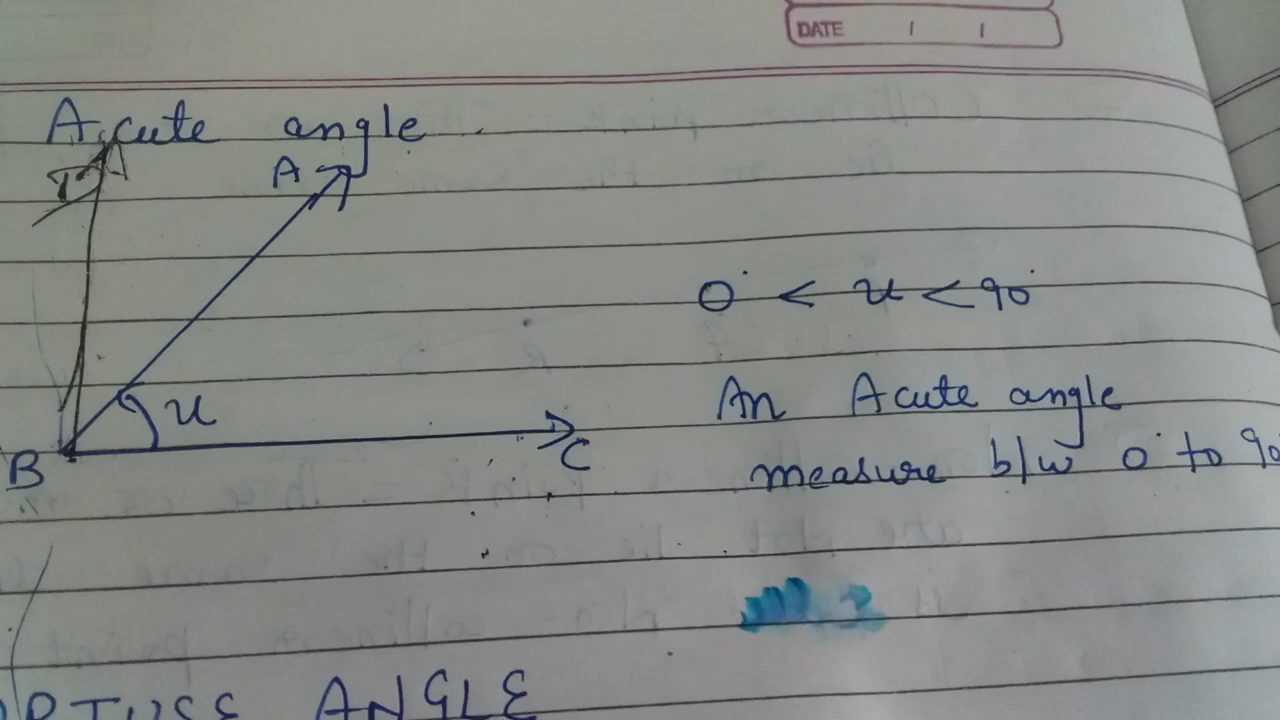 DATE / /
Acute angle
A
0° < x < 90°
x
An Acute angle
B
C
measure b/w 0° to 90
ANGLE